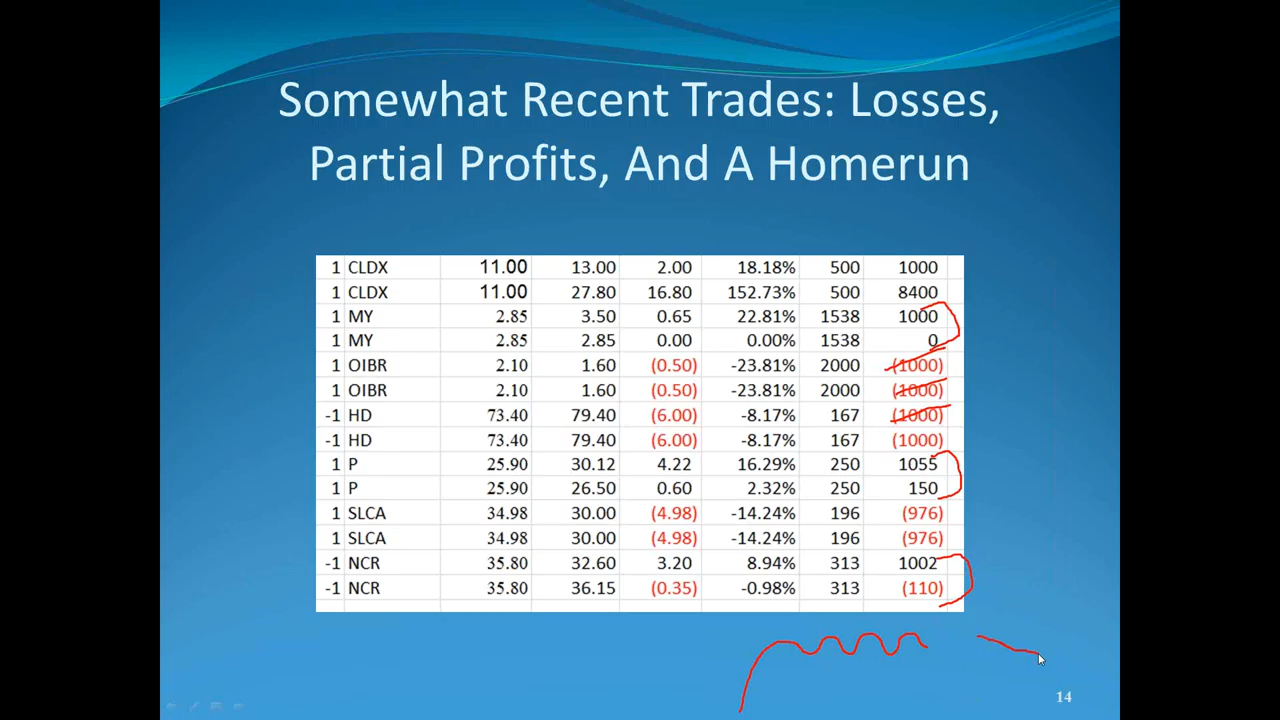 Somewhat Recent Trades: Losses,
Partial Profits, And A Homerun
1 CLDX 11.00 13.00 2.00 18.18% 500 1000
1 CLDX 11.00 27.80 16.80 152.73% 500 8400
1 MY 2.85 3.50 0.65 22.81% 1538 1000
1 MY 2.85 2.85 0.00 0.00% 1538 0
1 OIBR 2.10 1.60 (0.50) -23.81% 2000 (1000)
1 OIBR 2.10 1.60 (0.50) -23.81% 2000 (1000)
-1 HD 73.40 79.40 (6.00) -8.17% 167 (1000)
-1 HD 73.40 79.40 (6.00) -8.17% 167 (1000)
1 P 25.90 30.12 4.22 16.29% 250 1055
1 P 25.90 26.50 0.60 2.32% 250 150
1 SLCA 34.98 30.00 (4.98) -14.24% 196 (976)
1 SLCA 34.98 30.00 (4.98) -14.24% 196 (976)
-1 NCR 35.80 32.60 3.20 8.94% 313 1002
-1 NCR 35.80 36.15 (0.35) -0.98% 313 (110)
14